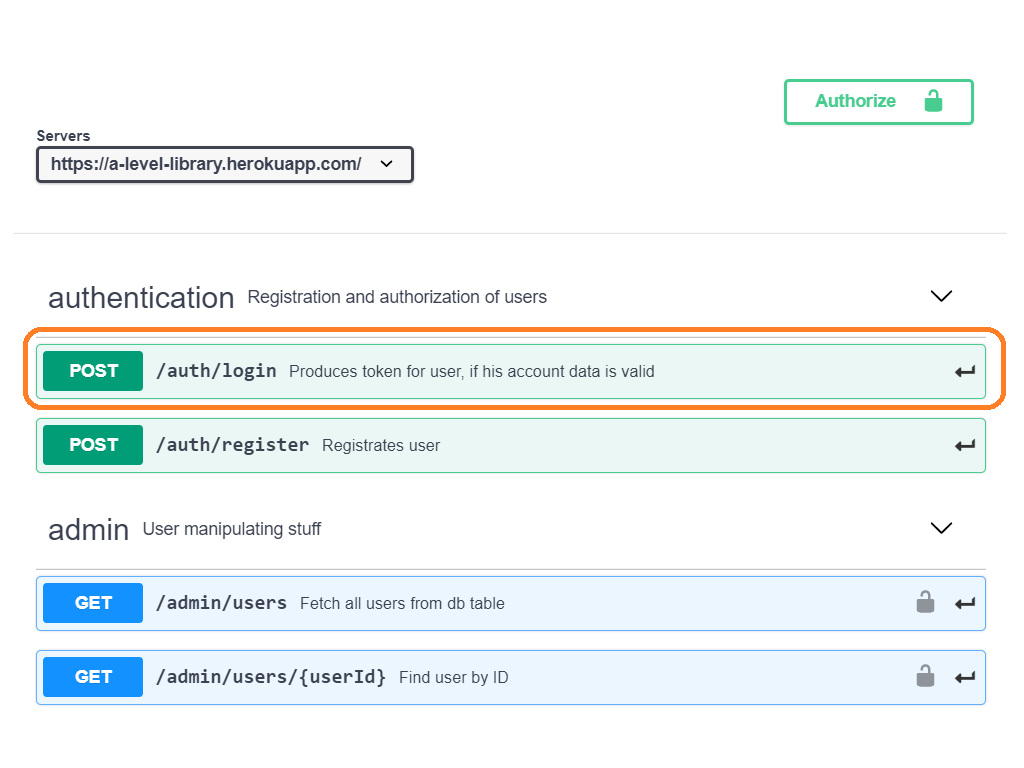 Authorize
Servers
https://a-level-library.herokuapp.com/
authentication Registration and authorization of users
POST /auth/login Produces token for user, if his account data is valid
POST /auth/register Registrates user
admin User manipulating stuff
GET /admin/users Fetch all users from db table
GET /admin/users/{userId} Find user by ID